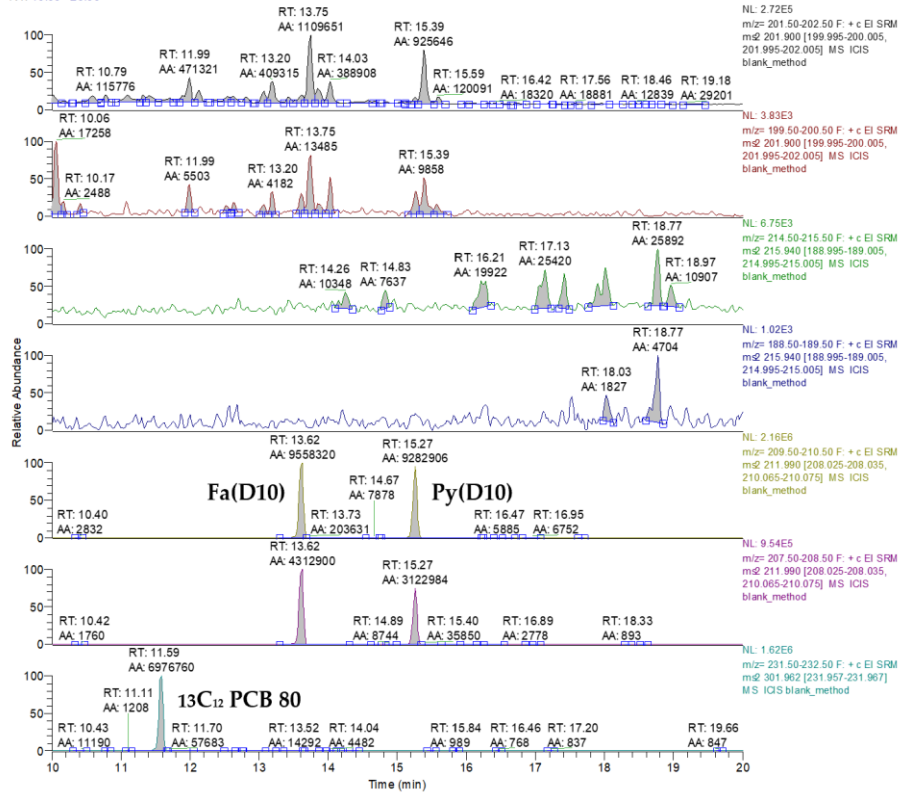 NL: 2.72E5
m/z= 201.50-202.50 F: + c EI SRM
ms2 201.900 [199.995-200.005,
201.995-202.005] MS ICIS
blank_method
RT: 13.75
AA: 1109651
RT: 15.39
AA: 925646
RT: 11.99
AA: 471321
RT: 13.20
AA: 409315
RT: 14.03
AA: 388908
RT: 10.79
AA: 115776
RT: 15.59
AA: 120091
RT: 16.42
AA: 18320
RT: 17.56
AA: 18881
RT: 18.46
AA: 12839
RT: 19.18
AA: 29201
100
50
0
NL: 3.83E3
m/z= 199.50-200.50 F: + c EI SRM
ms2 201.900 [199.995-200.005,
201.995-202.005] MS ICIS
blank_method
RT: 10.06
AA: 17258
RT: 10.17
AA: 2488
RT: 11.99
AA: 5503
RT: 13.20
AA: 4182
RT: 13.75
AA: 13485
RT: 15.39
AA: 9858
100
50
0
NL: 6.75E3
m/z= 214.50-215.50 F: + c EI SRM
ms2 215.940 [188.995-189.005,
214.995-215.005] MS ICIS
blank_method
RT: 14.26
AA: 10348
RT: 14.83
AA: 7637
RT: 16.21
AA: 19922
RT: 17.13
AA: 25420
RT: 18.77
AA: 25892
RT: 18.97
AA: 10907
100
50
0
NL: 1.02E3
m/z= 188.50-189.50 F: + c EI SRM
ms2 215.940 [188.995-189.005,
214.995-215.005] MS ICIS
blank_method
RT: 18.03
AA: 1827
RT: 18.77
AA: 4704
100
50
0
Relative Abundance
NL: 2.16E6
m/z= 209.50-210.50 F: + c EI SRM
ms2 211.990 [208.025-208.035,
210.065-210.075] MS ICIS
blank_method
RT: 13.62
AA: 9558320
RT: 15.27
AA: 9282906
Fa(D10)
RT: 14.67
AA: 7878
Py(D10)
RT: 10.40
AA: 2832
RT: 13.73
AA: 203631
RT: 16.47
AA: 5885
RT: 16.95
AA: 6752
100
50
0
NL: 9.54E5
m/z= 207.50-208.50 F: + c EI SRM
ms2 211.990 [208.025-208.035,
210.065-210.075] MS ICIS
blank_method
RT: 13.62
AA: 4312900
RT: 15.27
AA: 3122984
RT: 10.42
AA: 1760
RT: 14.89
AA: 8744
RT: 15.40
AA: 35850
RT: 16.89
AA: 2778
RT: 18.33
AA: 893
100
50
0
NL: 1.62E6
m/z= 231.50-232.50 F: + c EI SRM
ms2 301.962 [231.957-231.967]
MS ICIS blank_method
RT: 11.59
AA: 6976760
RT: 11.11
AA: 1208
13C₁₂ PCB 80
RT: 10.43
AA: 11190
RT: 11.70
AA: 57683
RT: 13.52
AA: 14292
RT: 14.04
AA: 4482
RT: 15.84
AA: 989
RT: 16.46
AA: 768
RT: 17.20
AA: 837
RT: 19.66
AA: 847
100
50
0
10 11 12 13 14 15 16 17 18 19 20
Time (min)